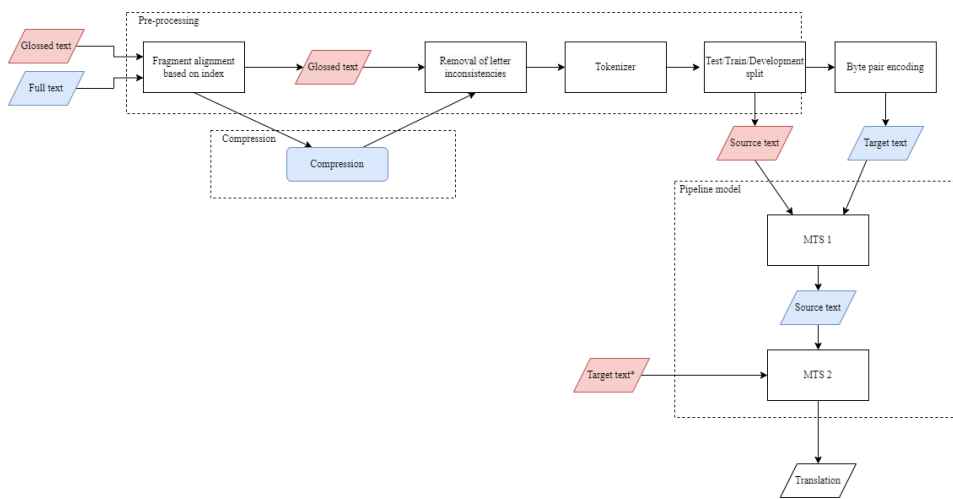 Pre-processing
Glossed text
Full text
Fragment alignment
based on index
Glossed text
Removal of letter
inconsistencies
Tokenizer
Test/Train/Development
split
Byte pair encoding
Compression
Compression
Source text
Target text
Pipeline model
MTS 1
Source text
Target text*
MTS 2
Translation